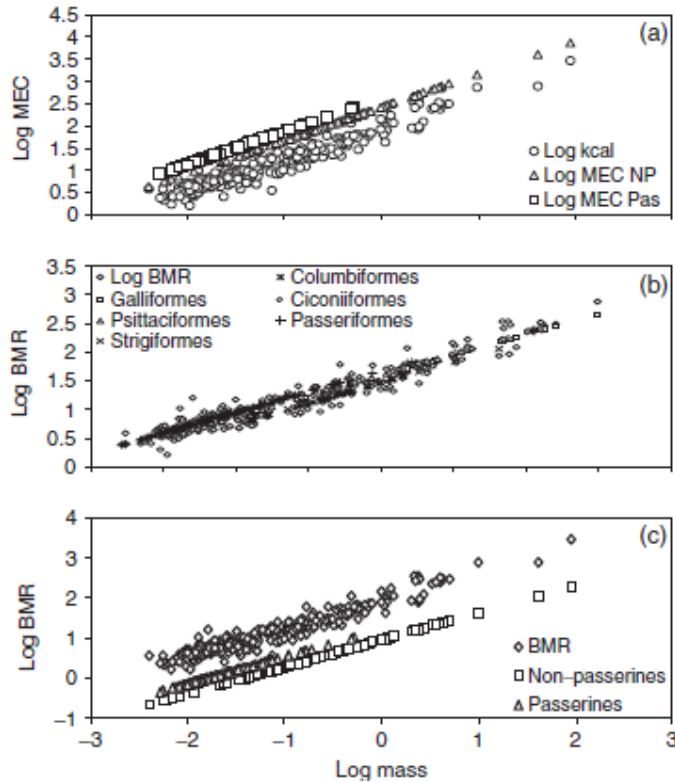 (a)
4.5
4
3.5
3
2.5
2
1.5
1
0.5
0
Log MEC
Log kcal
Log MEC NP
Log MEC Pas
(b)
3.5
3
2.5
2
1.5
1
0.5
0
Log BMR
Log BMR Columbiformes
Galliformes Ciconiiformes
Psittaciformes Passeriformes
Strigiformes
(c)
4
3
2
1
0
−1
Log BMR
BMR
Non–passerines
Passerines
−3 −2 −1 0 1 2 3
Log mass